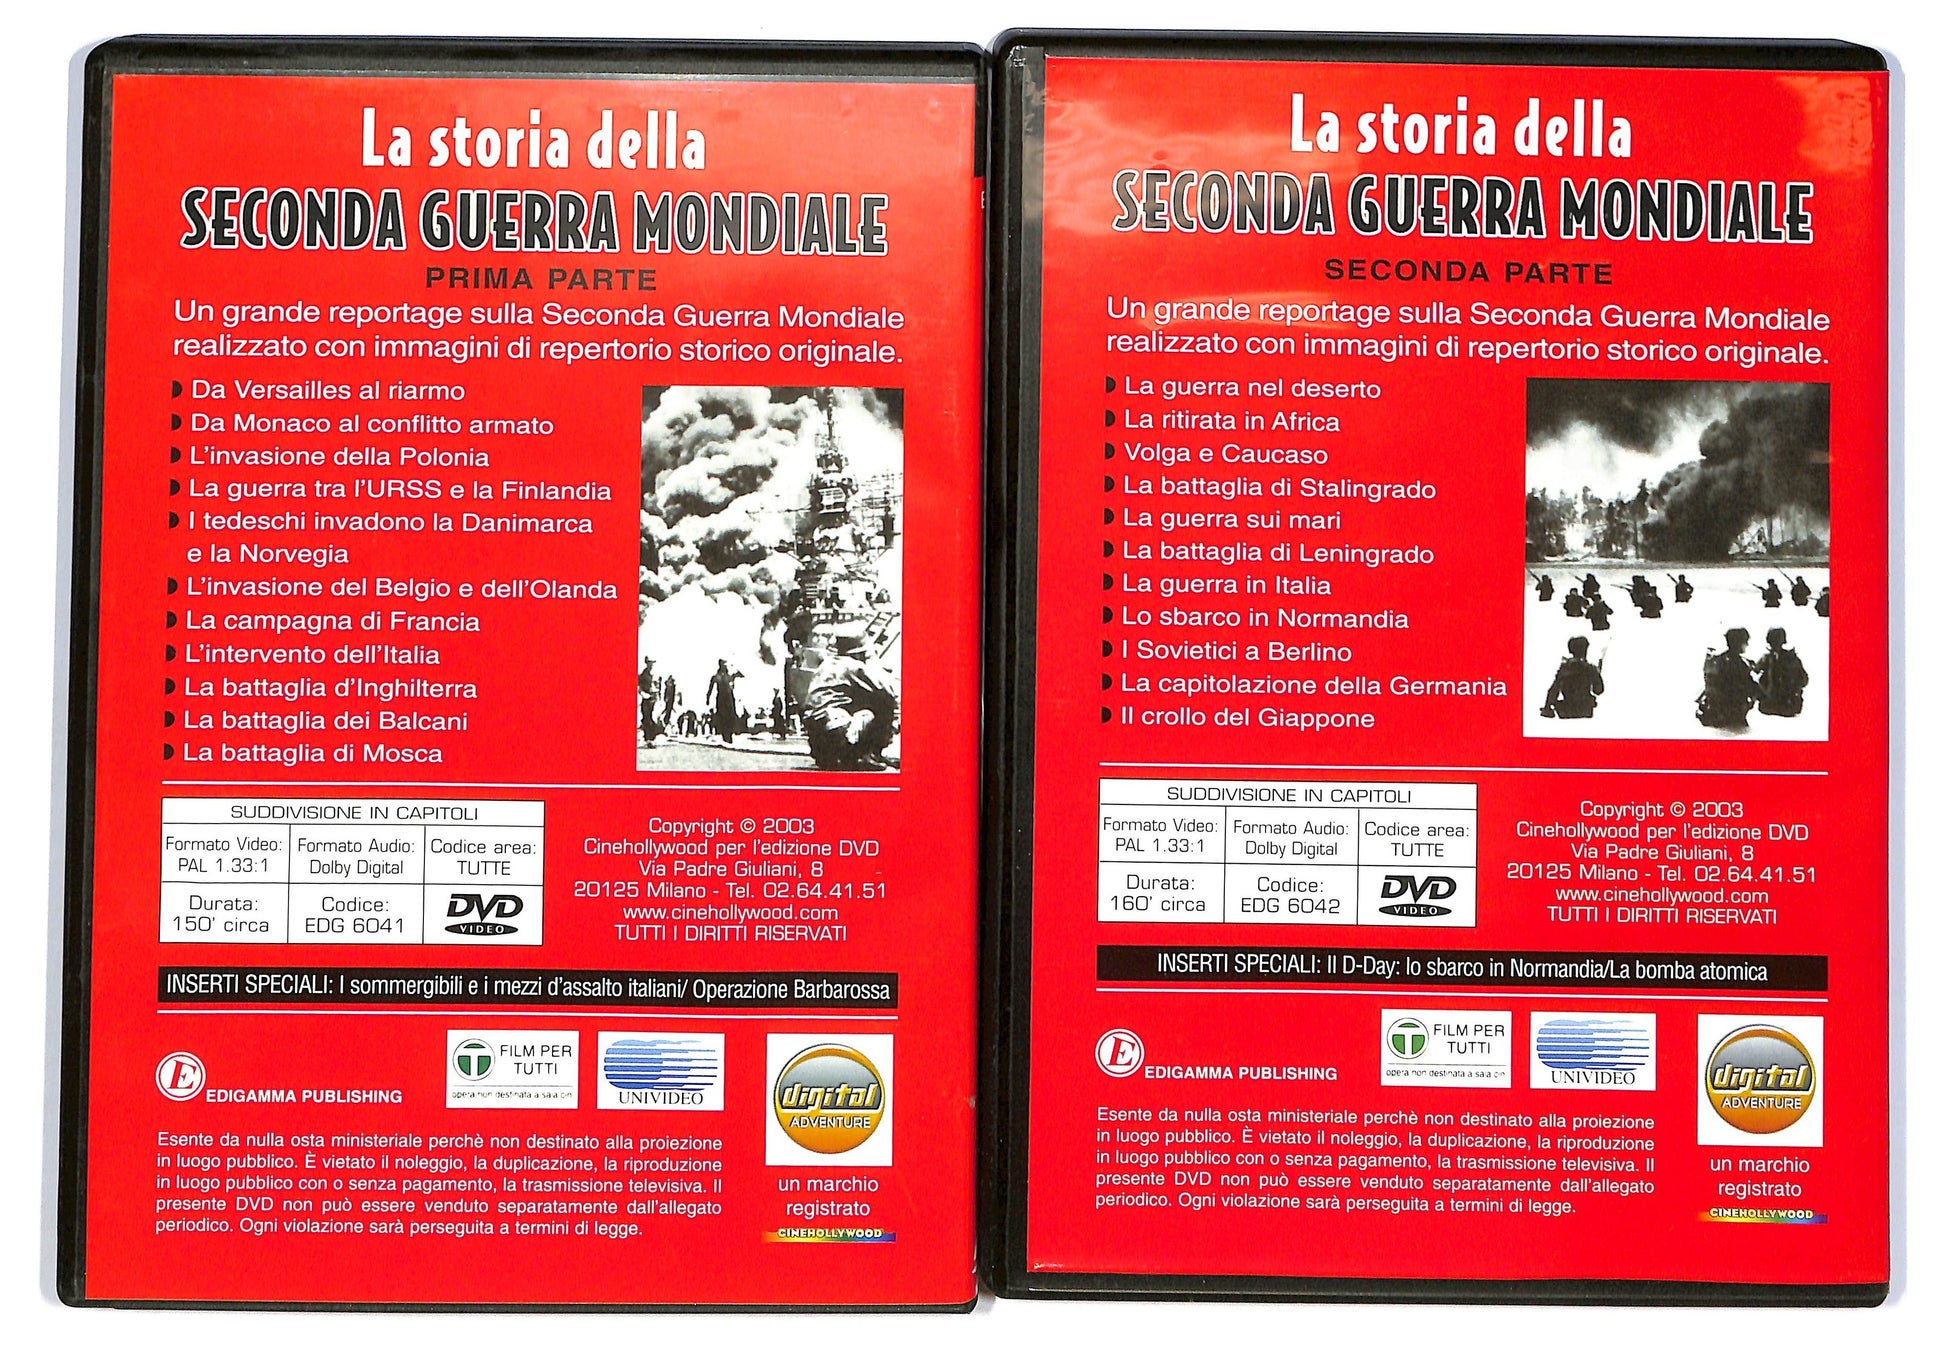 La storia della
SECONDA GUERRA MONDIALE
PRIMA PARTE
Un grande reportage sulla Seconda Guerra Mondiale
realizzato con immagini di repertorio storico originale.
Da Versailles al riarmo
Da Monaco al conflitto armato
L'invasione della Polonia
La guerra tra l'URSS e la Finlandia
I tedeschi invadono la Danimarca
e la Norvegia
L'invasione del Belgio e dell'Olanda
La campagna di Francia
L'intervento dell'Italia
La battaglia d'Inghilterra
La battaglia dei Balcani
La battaglia di Mosca
SUDDIVISIONE IN CAPITOLI
Formato Video:
PAL 1.33:1
Formato Audio:
Dolby Digital
Codice area:
TUTTE
Durata:
150' circa
Codice:
EDG 6041
DVD
VIDEO
Copyright © 2003
Cinehollywood per l'edizione DVD
Via Padre Giuliani, 8
20125 Milano - Tel. 02.64.41.51
www.cinehollywood.com
TUTTI I DIRITTI RISERVATI
INSERTI SPECIALI: I sommergibili e i mezzi d'assalto italiani/ Operazione Barbarossa
E EDIGAMMA PUBLISHING
T FILM PER
TUTTI
opera non destinata a sala cin
UNIVIDEO
digital
ADVENTURE
un marchio
registrato
CINEHOLLYWOOD
Esente da nulla osta ministeriale perchè non destinato alla proiezione
in luogo pubblico. È vietato il noleggio, la duplicazione, la riproduzione
in luogo pubblico con o senza pagamento, la trasmissione televisiva. Il
presente DVD non può essere venduto separatamente dall'allegato
periodico. Ogni violazione sarà perseguita a termini di legge.
La storia della
SECONDA GUERRA MONDIALE
SECONDA PARTE
Un grande reportage sulla Seconda Guerra Mondiale
realizzato con immagini di repertorio storico originale.
La guerra nel deserto
La ritirata in Africa
Volga e Caucaso
La battaglia di Stalingrado
La guerra sui mari
La battaglia di Leningrado
La guerra in Italia
Lo sbarco in Normandia
I Sovietici a Berlino
La capitolazione della Germania
Il crollo del Giappone
SUDDIVISIONE IN CAPITOLI
Formato Video:
PAL 1.33:1
Formato Audio:
Dolby Digital
Codice area:
TUTTE
Durata:
160' circa
Codice:
EDG 6042
DVD
VIDEO
Copyright © 2003
Cinehollywood per l'edizione DVD
Via Padre Giuliani, 8
20125 Milano - Tel. 02.64.41.51
www.cinehollywood.com
TUTTI I DIRITTI RISERVATI
INSERTI SPECIALI: Il D-Day: lo sbarco in Normandia/La bomba atomica
E EDIGAMMA PUBLISHING
T FILM PER
TUTTI
opera non destinata a sala cin
UNIVIDEO
digital
ADVENTURE
un marchio
registrato
CINEHOLLYWOOD
Esente da nulla osta ministeriale perchè non destinato alla proiezione
in luogo pubblico. È vietato il noleggio, la duplicazione, la riproduzione
in luogo pubblico con o senza pagamento, la trasmissione televisiva. Il
presente DVD non può essere venduto separatamente dall'allegato
periodico. Ogni violazione sarà perseguita a termini di legge.